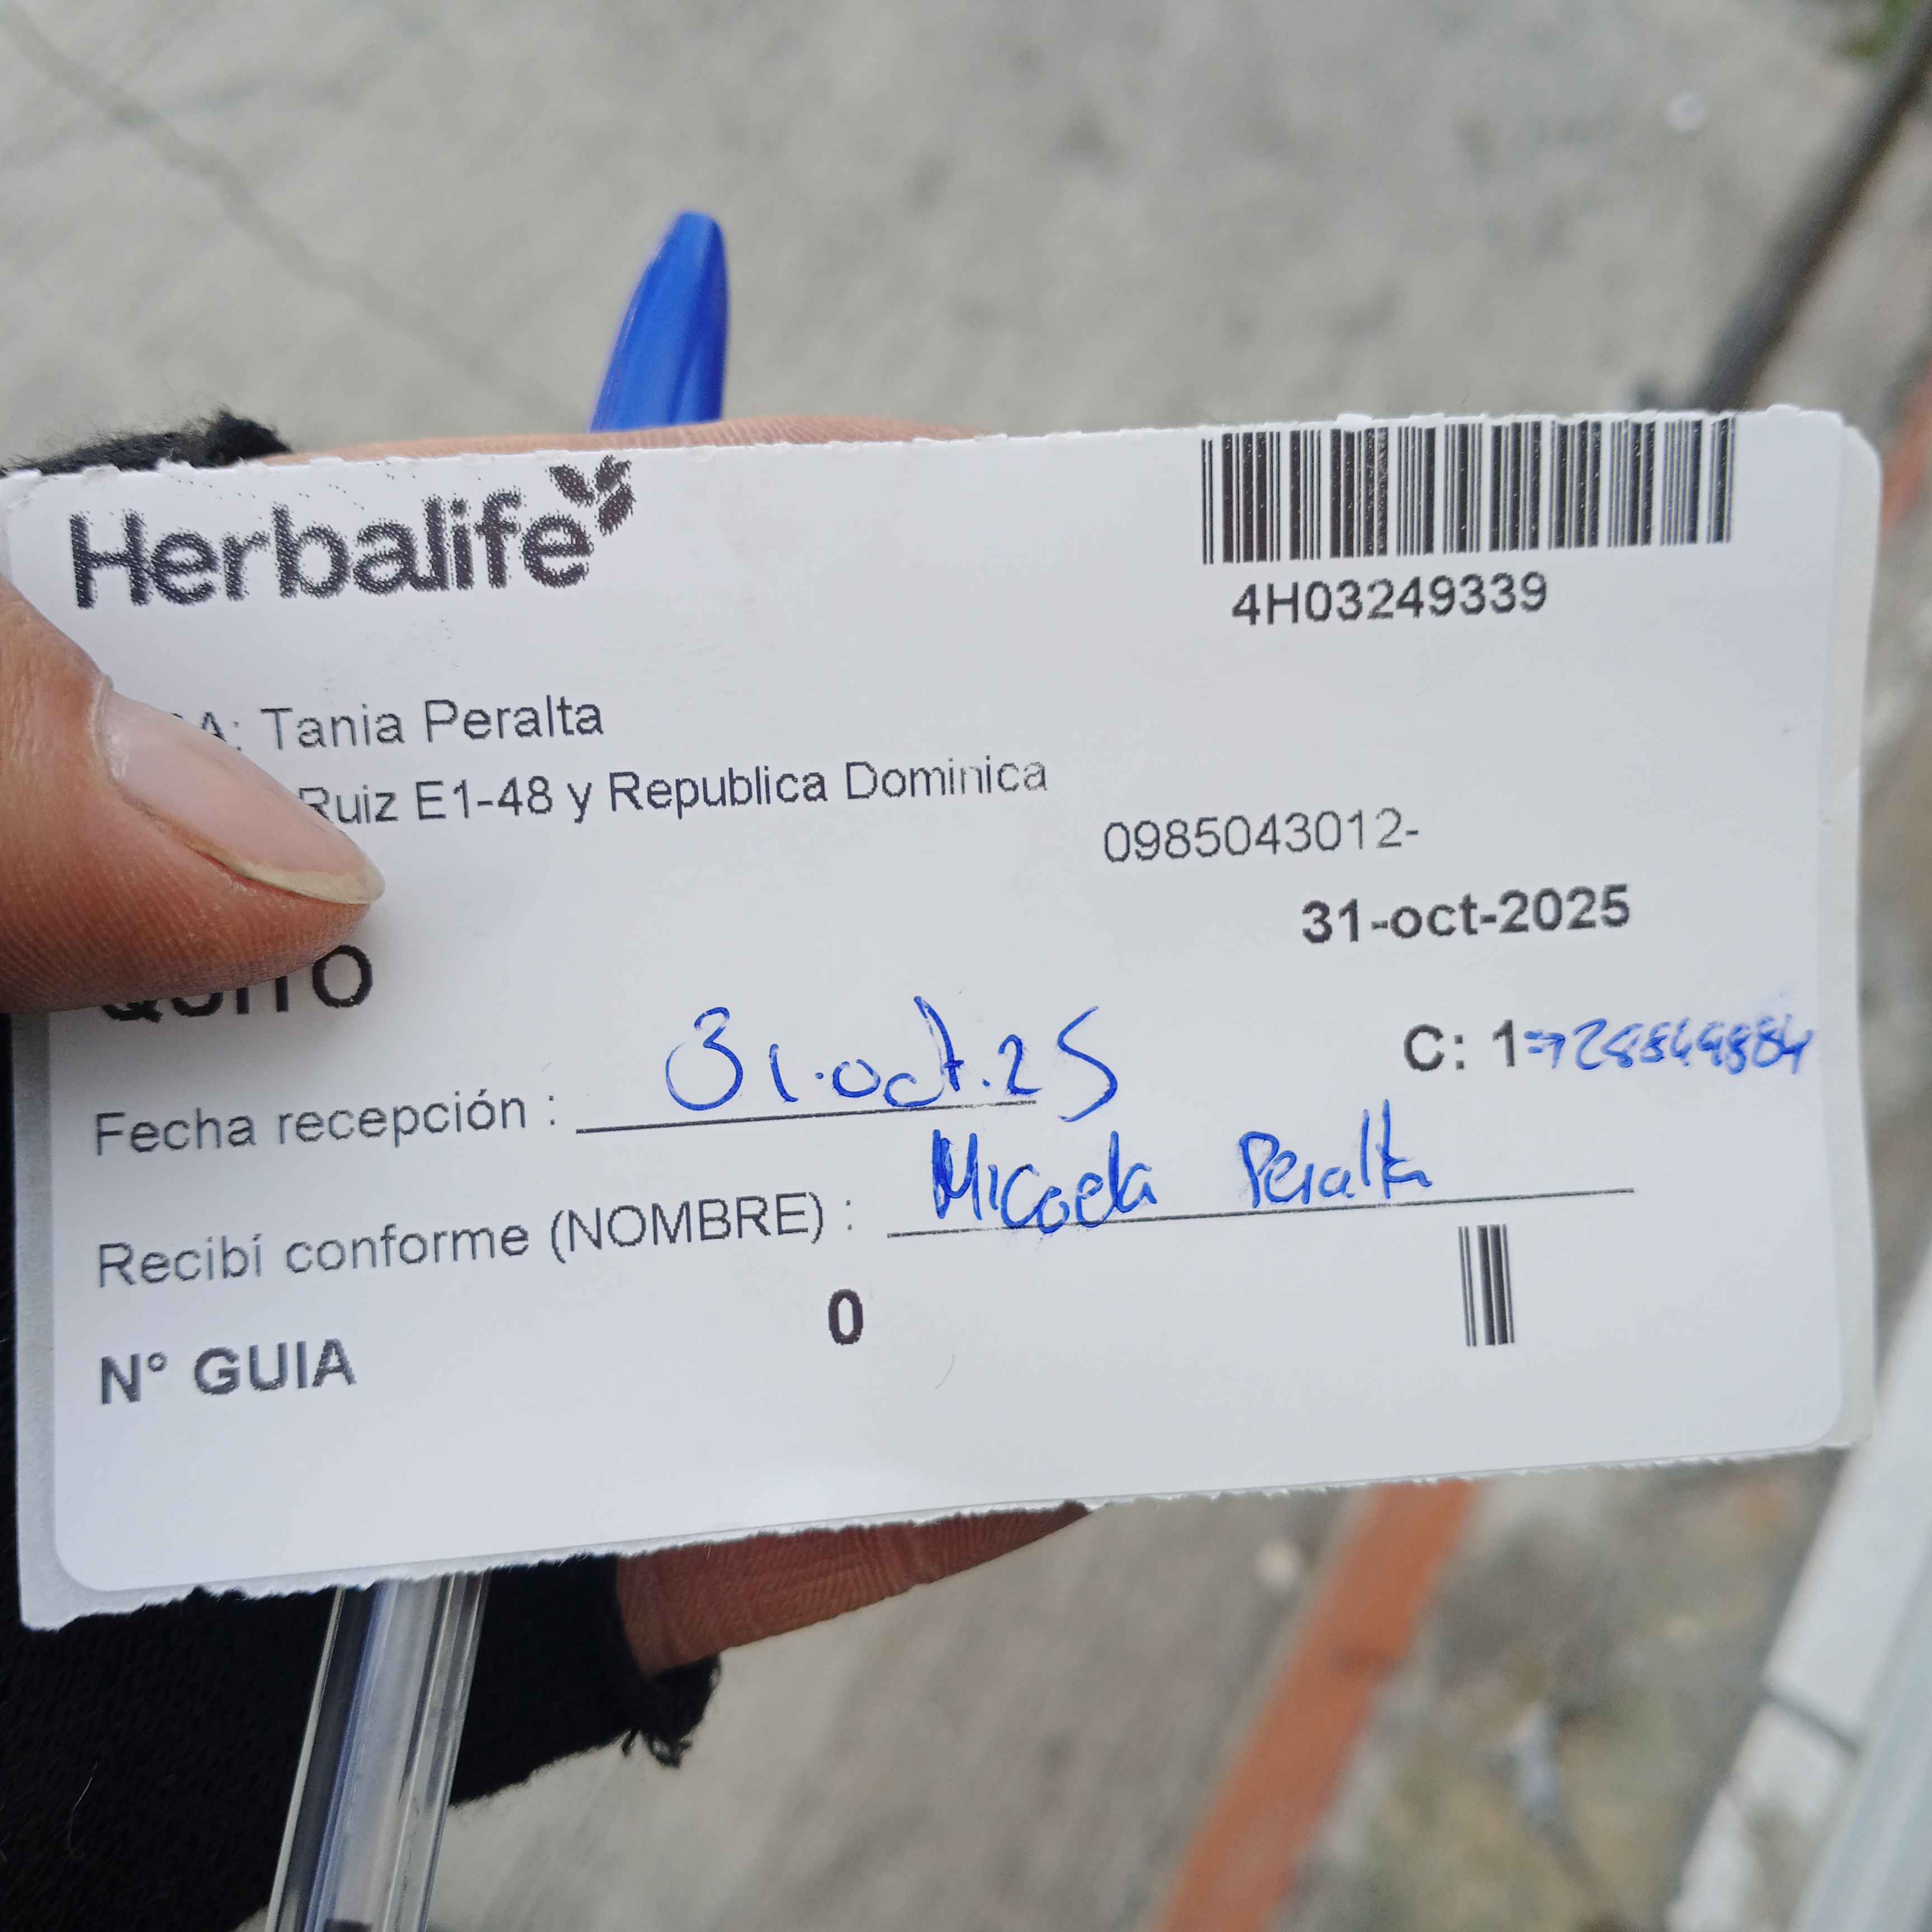 Herbalife
4H03249339
A: Tania Peralta
Ruiz E1-48 y Republica Dominica
0985043012-
31-oct-2025
QUITO
C: 1
Fecha recepción : 31.oct.25
Recibí conforme (NOMBRE) : Micaela Peralta
N° GUIA 0